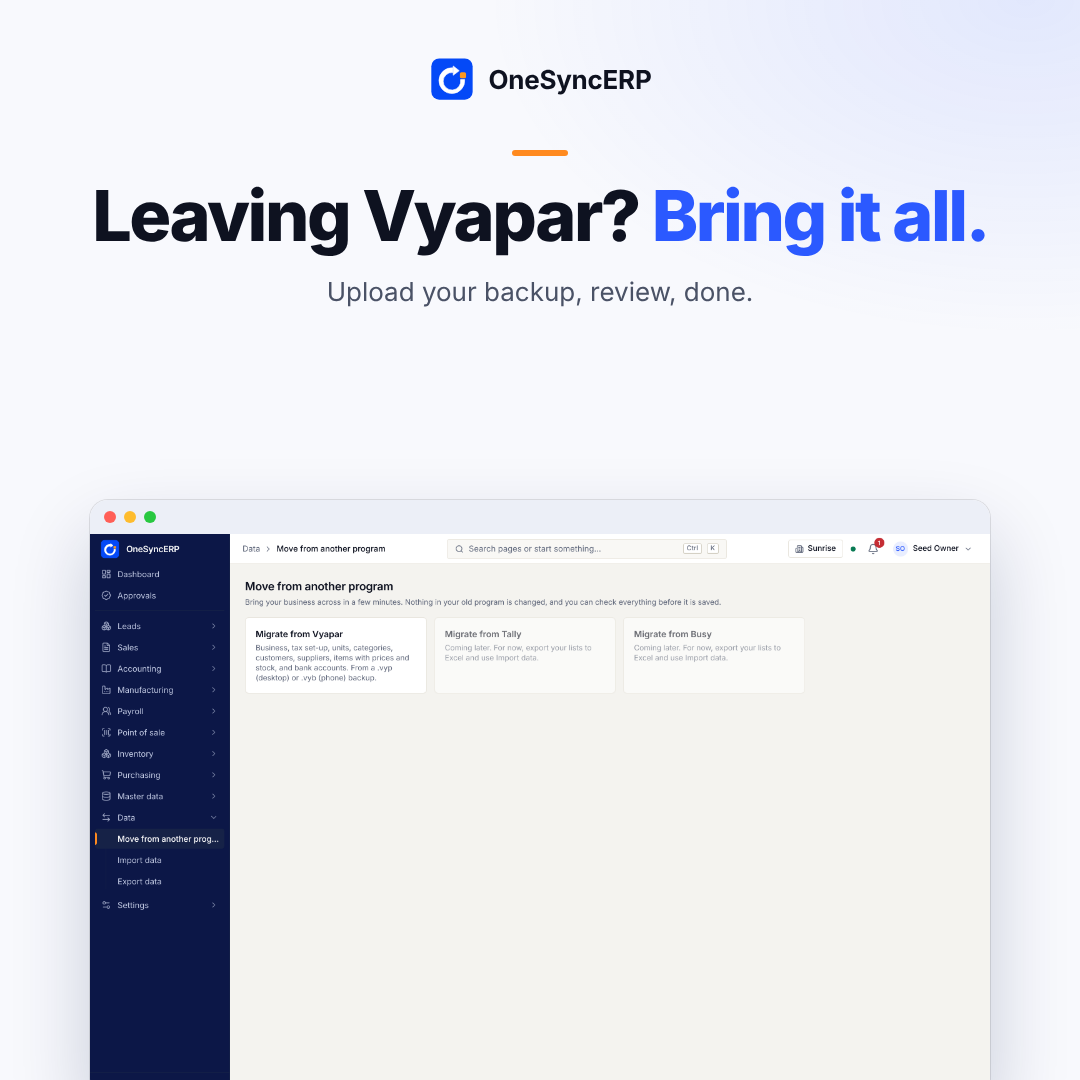 OneSyncERP
Leaving Vyapar? Bring it all.
Upload your backup, review, done.
OneSyncERP
Dashboard
Approvals
Leads
Sales
Accounting
Manufacturing
Payroll
Point of sale
Inventory
Purchasing
Master data
Data
Move from another prog...
Import data
Export data
Settings
Data > Move from another program
Search pages or start something... Ctrl K
Sunrise
1
SO Seed Owner
Move from another program
Bring your business across in a few minutes. Nothing in your old program is changed, and you can check everything before it is saved.
Migrate from Vyapar
Business, tax set-up, units, categories,
customers, suppliers, items with prices and
stock, and bank accounts. From a .vyp
(desktop) or .vyb (phone) backup.
Migrate from Tally
Coming later. For now, export your lists to
Excel and use Import data.
Migrate from Busy
Coming later. For now, export your lists to
Excel and use Import data.